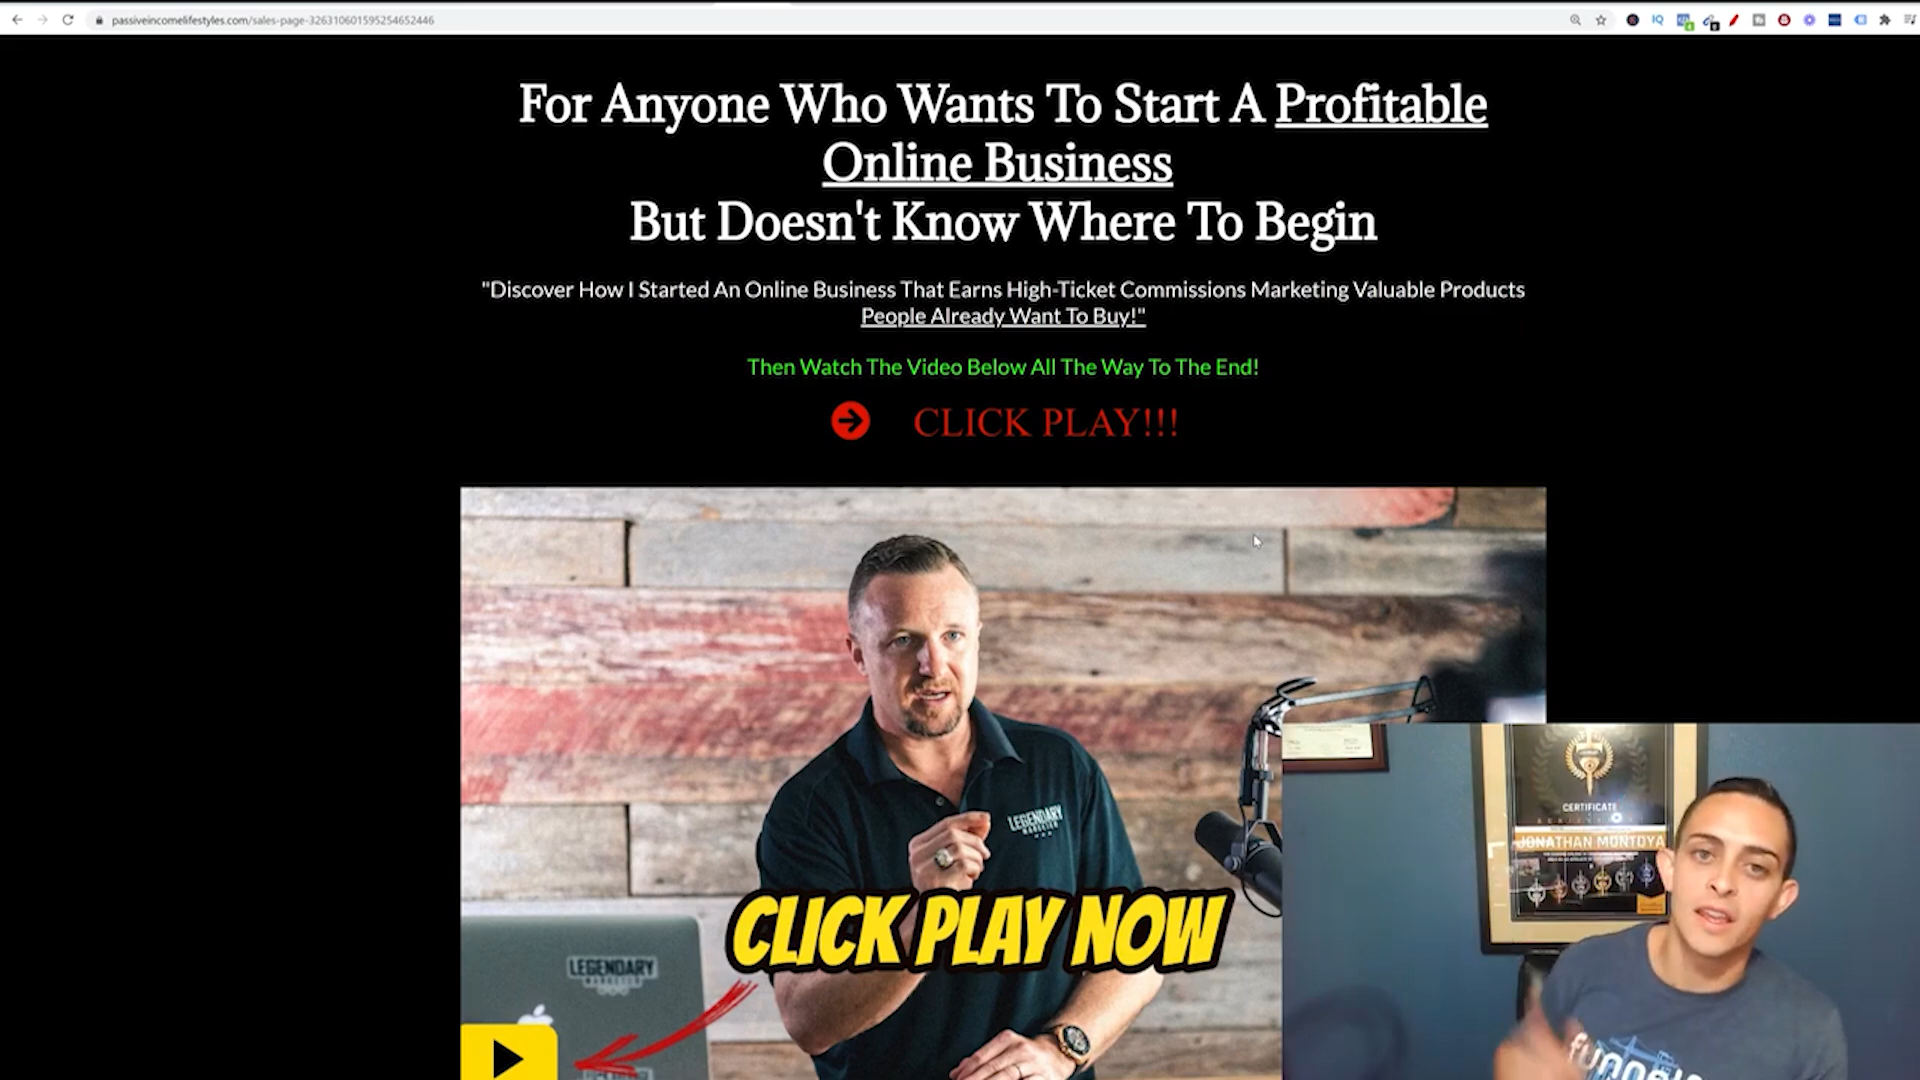 passiveincomelifestyles.com/sales-page-326310601595254652446
For Anyone Who Wants To Start A Profitable
Online Business
But Doesn't Know Where To Begin
"Discover How I Started An Online Business That Earns High-Ticket Commissions Marketing Valuable Products
People Already Want To Buy!"
Then Watch The Video Below All The Way To The End!
CLICK PLAY!!!
LEGENDARY
MARKETER
CLICK PLAY NOW
LEGENDARY
CERTIFICATE
JONATHAN MONTOYA